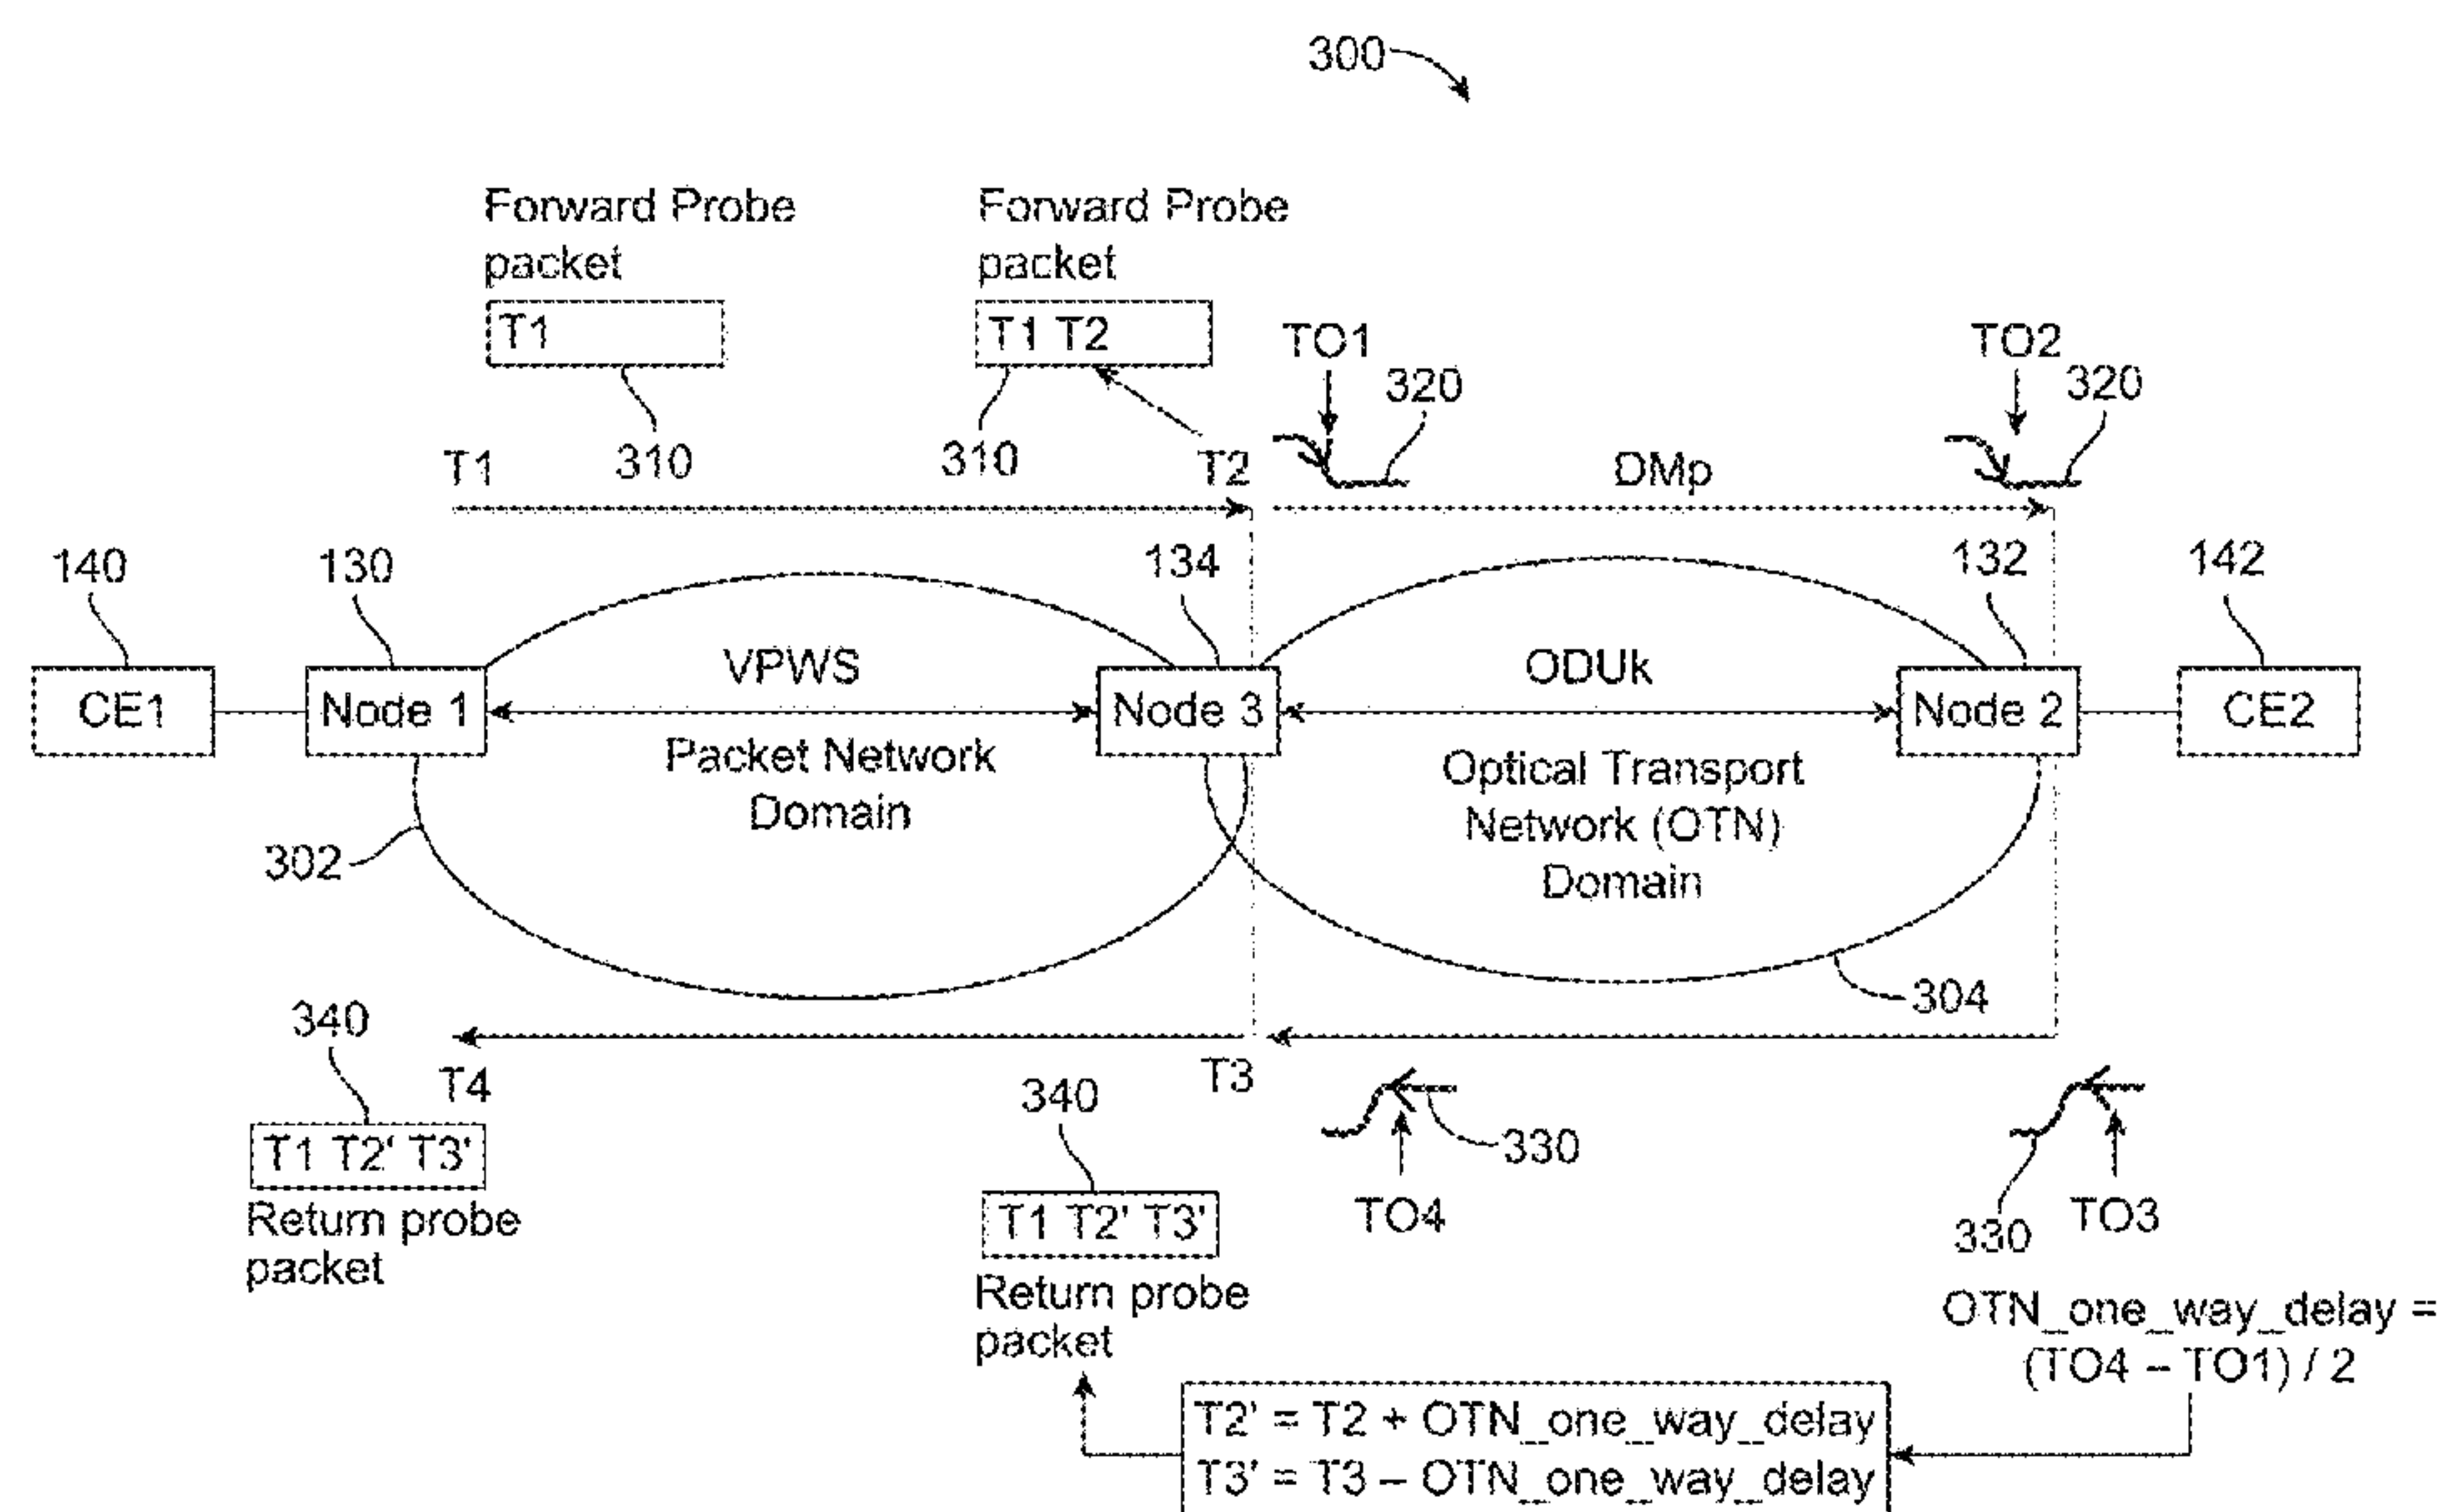 300
Forward Probe
packet
T1
310
Forward Probe
packet
T1 T2
310
TO1
320
TO2
320
T1
T2
DMp
140
130
134
132
142
CE1
Node 1
VPWS
Node 3
ODUk
Node 2
CE2
Packet Network
Domain
Optical Transport
Network (OTN)
Domain
302
304
340
T4
T1 T2' T3'
Return probe
packet
T3
340
T1 T2' T3'
Return probe
packet
330
TO4
330
TO3
OTN_one_way_delay =
(TO4 – TO1) / 2
T2' = T2 + OTN_one_way_delay
T3' = T3 – OTN_one_way_delay